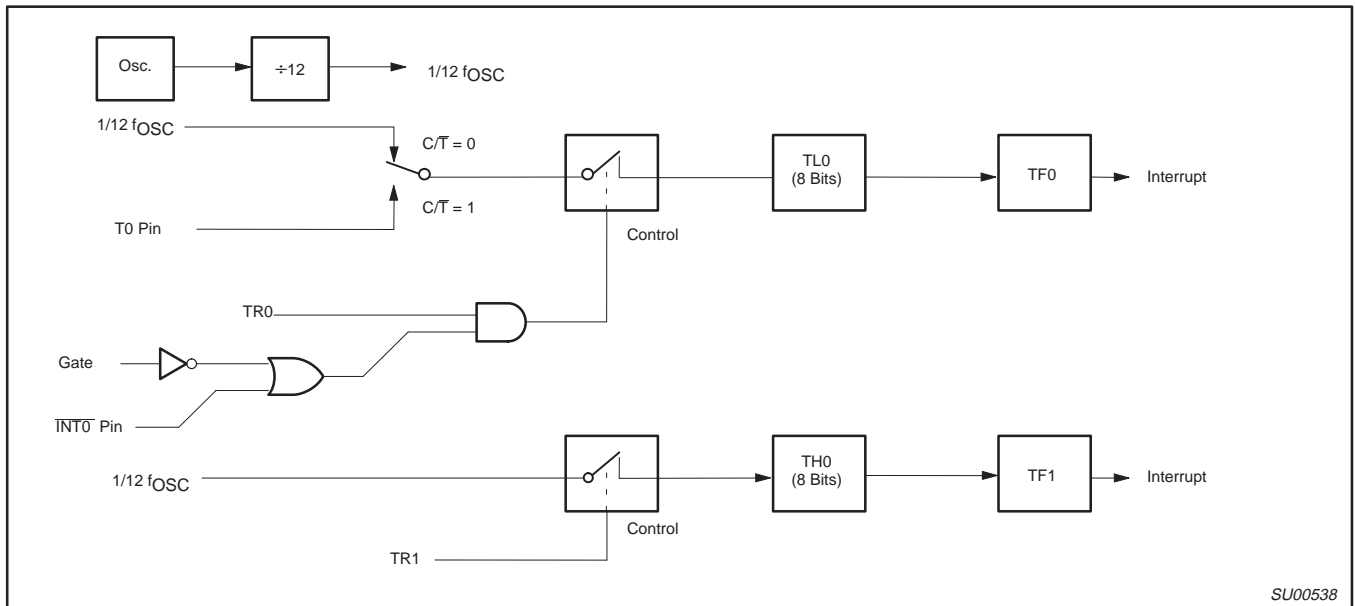 Osc.
÷12
1/12 fOSC
1/12 fOSC
C/T̅ = 0
TL0
(8 Bits)
TF0
Interrupt
C/T̅ = 1
T0 Pin
Control
TR0
Gate
I̅N̅T̅0̅ Pin
1/12 fOSC
TH0
(8 Bits)
TF1
Interrupt
Control
TR1
SU00538